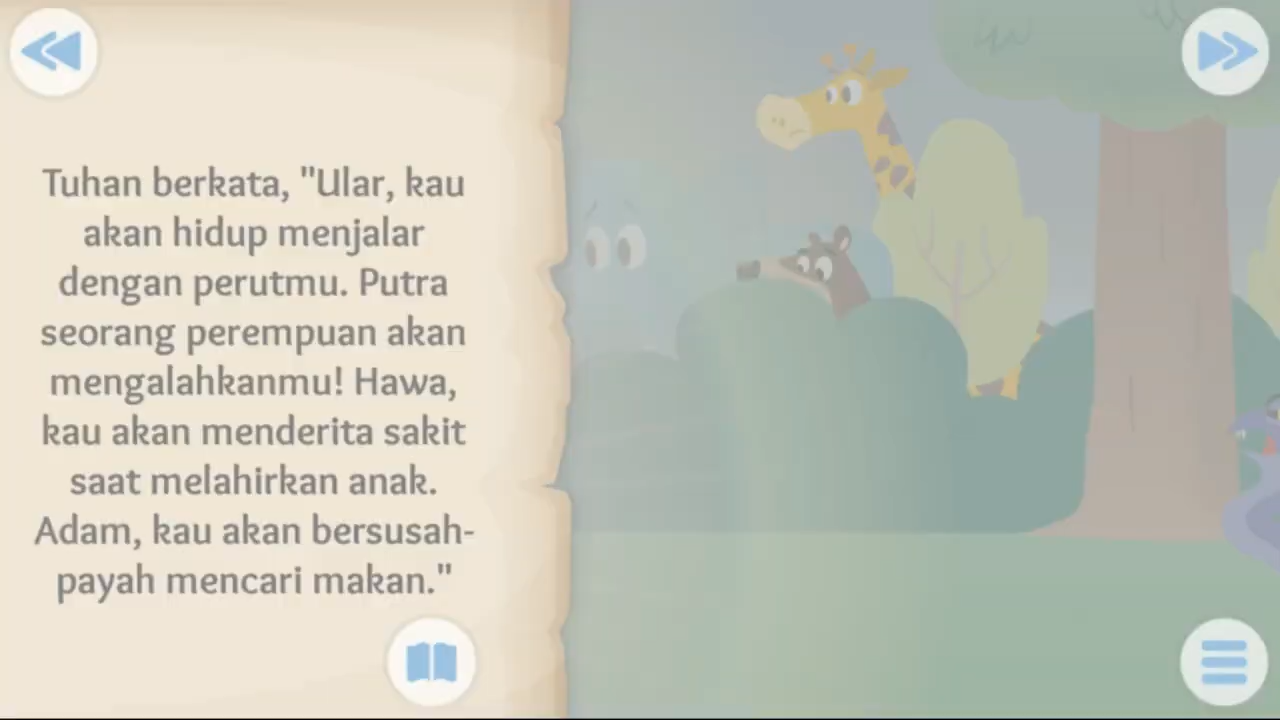 Tuhan berkata, "Ular, kau
akan hidup menjalar
dengan perutmu. Putra
seorang perempuan akan
mengalahkanmu! Hawa,
kau akan menderita sakit
saat melahirkan anak.
Adam, kau akan bersusah-
payah mencari makan."